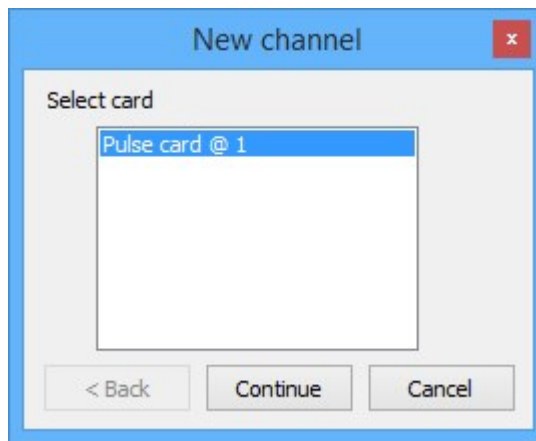 New channel
x
Select card
Pulse card @ 1
< Back
Continue
Cancel